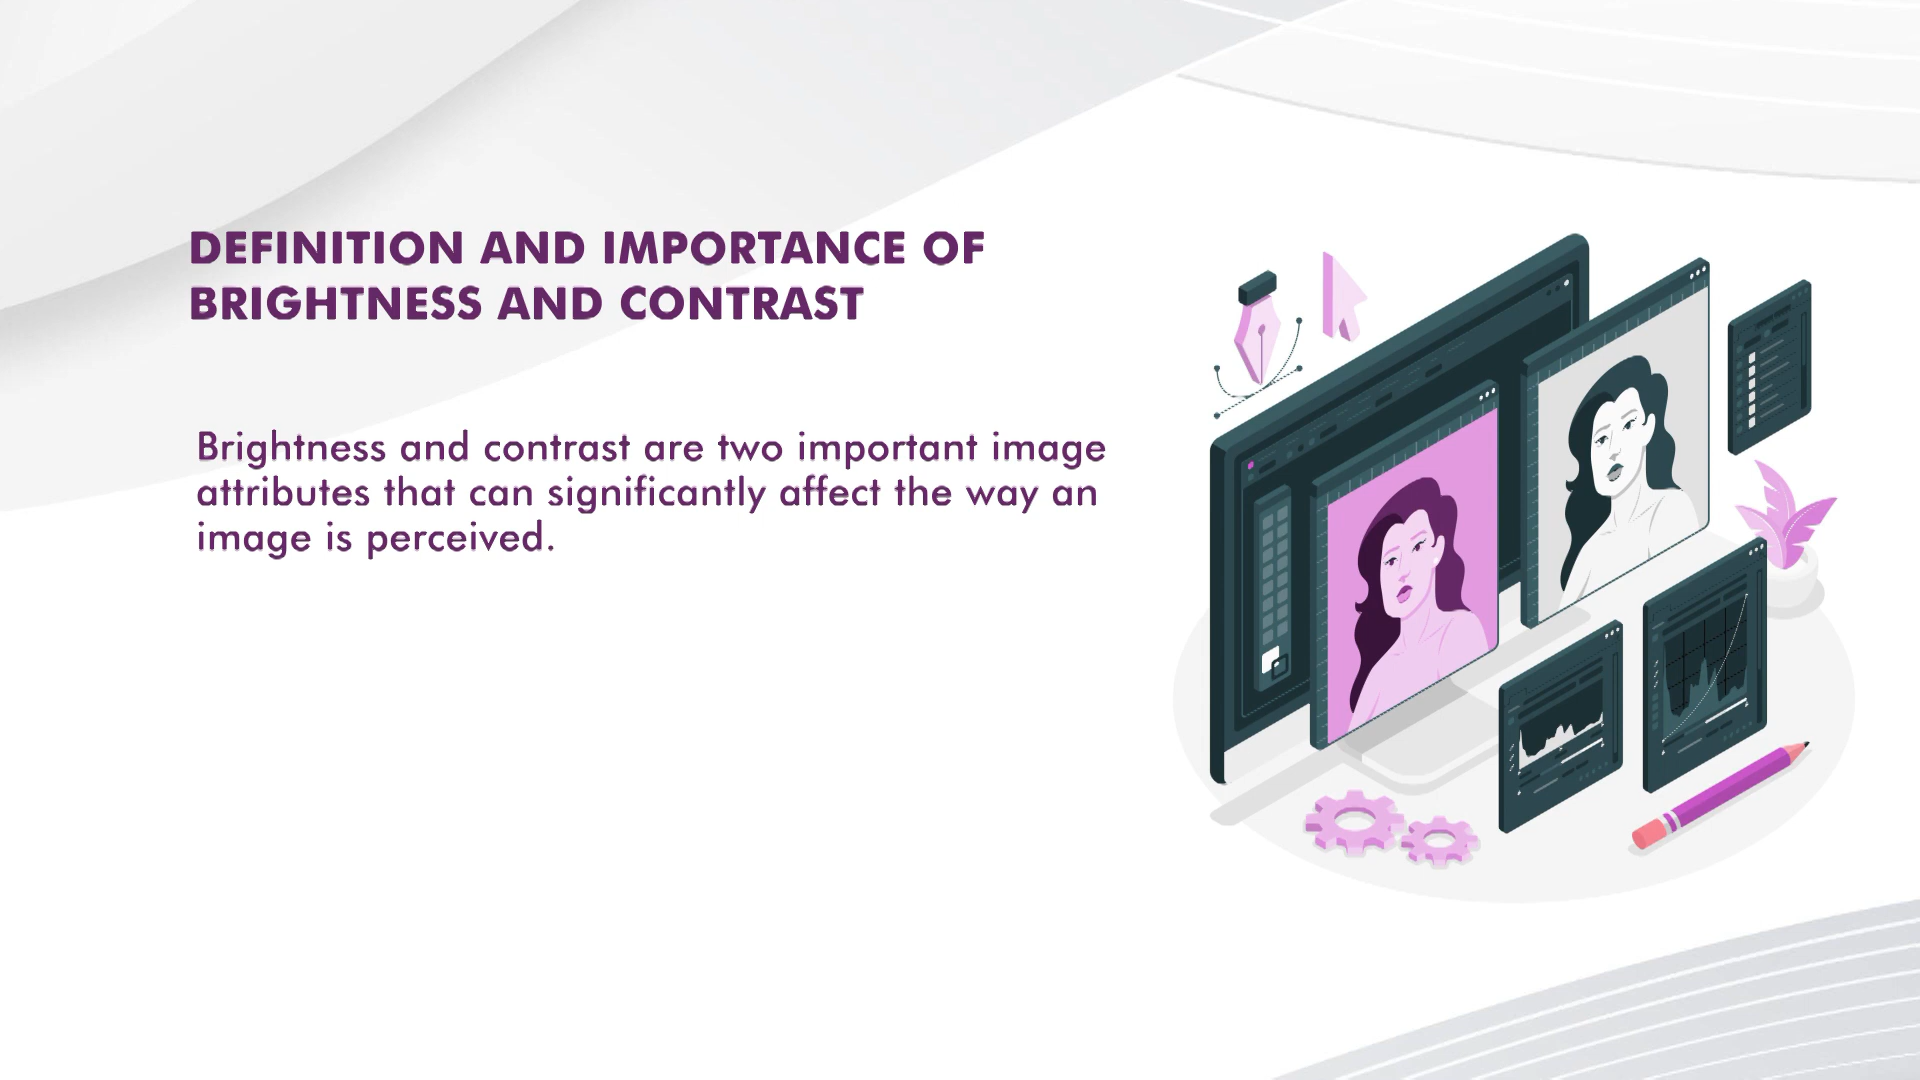 DEFINITION AND IMPORTANCE OF
BRIGHTNESS AND CONTRAST
Brightness and contrast are two important image
attributes that can significantly affect the way an
image is perceived.